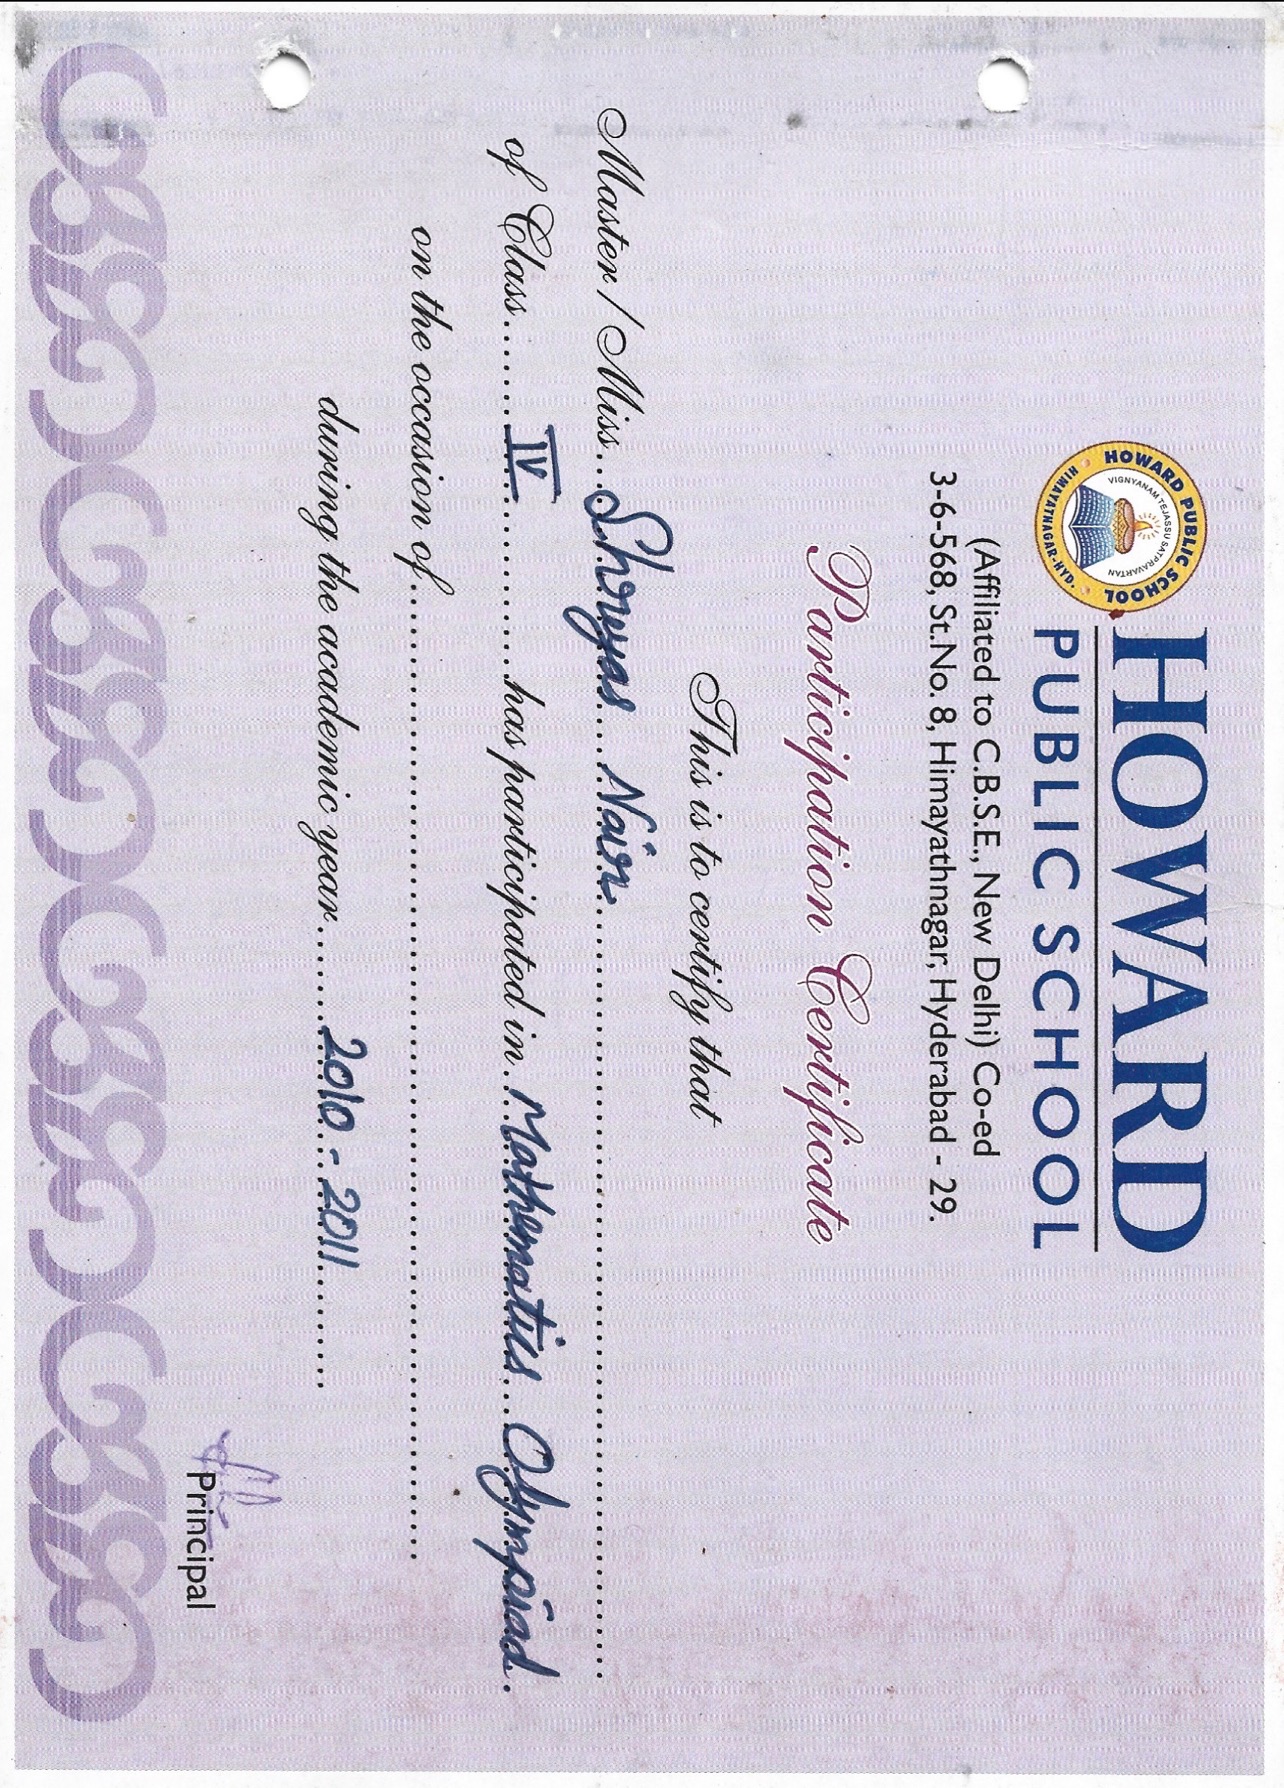 HOWARD PUBLIC SCHOOL
VIGNYANAM TEJASSU SATPRAVARTAN
HIMAYATNAGAR-HYD.
HOWARD
PUBLIC SCHOOL
(Affiliated to C.B.S.E., New Delhi) Co-ed
3-6-568, St.No. 8, Himayathnagar, Hyderabad - 29.
Participation Certificate
This is to certify that
Master / Miss....Shreyas Nair....
of Class....IV....has participated in....Mathematics Olympiad.
on the occasion of....
during the academic year....2010 - 2011....
Principal